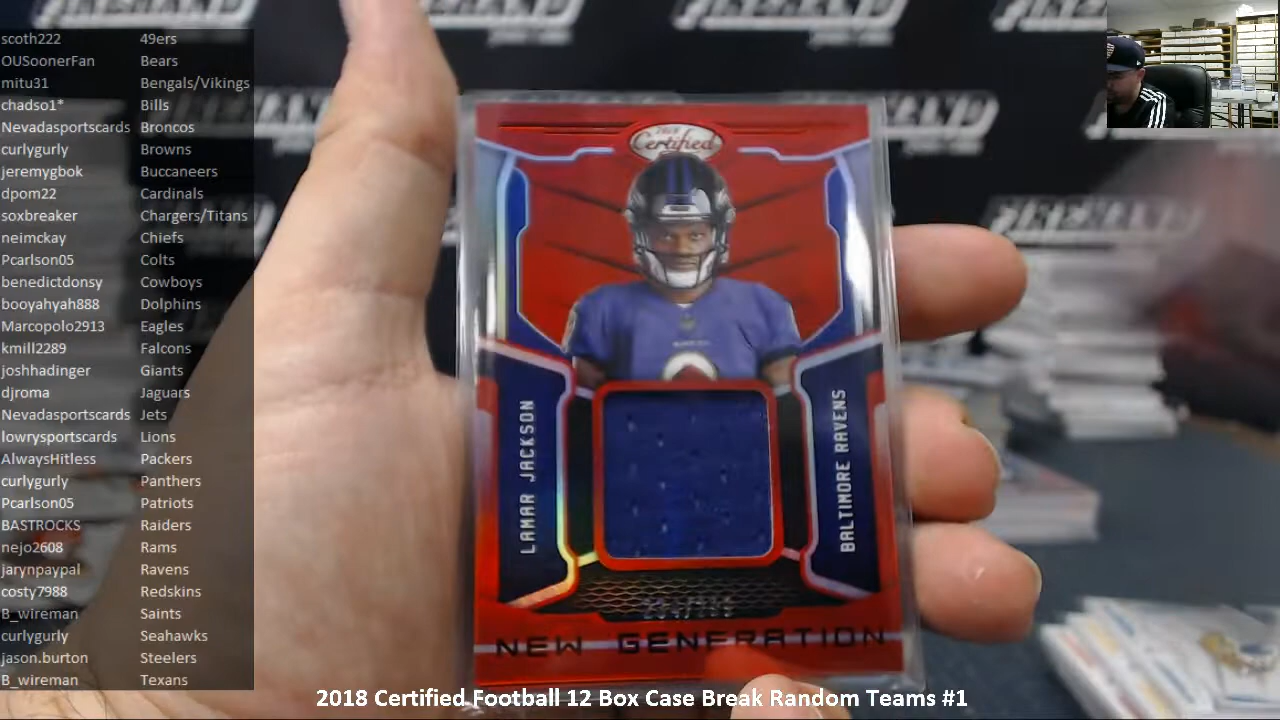 scoth222 49ers
OUSoonerFan Bears
mitu31 Bengals/Vikings
chadso1* Bills
Nevadasportscards Broncos
curlygurly Browns
jeremygbok Buccaneers
dpom22 Cardinals
soxbreaker Chargers/Titans
neimckay Chiefs
Pcarlson05 Colts
benedictdonsy Cowboys
booyahyah888 Dolphins
Marcopolo2913 Eagles
kmill2289 Falcons
joshhadinger Giants
djroma Jaguars
Nevadasportscards Jets
lowrysportscards Lions
AlwaysHitless Packers
curlygurly Panthers
Pcarlson05 Patriots
BASTROCKS Raiders
nejo2608 Rams
jarynpaypal Ravens
costy7988 Redskins
B_wireman Saints
curlygurly Seahawks
jason.burton Steelers
B_wireman Texans
2018
Certified
LAMAR JACKSON
BALTIMORE RAVENS
NEW GENERATION
2018 Certified Football 12 Box Case Break Random Teams #1